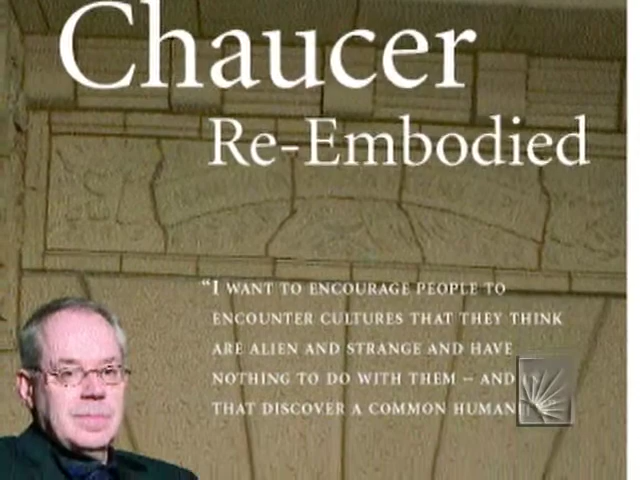 Chaucer
Re-Embodied
“I WANT TO ENCOURAGE PEOPLE TO
ENCOUNTER CULTURES THAT THEY THINK
ARE ALIEN AND STRANGE AND HAVE
NOTHING TO DO WITH THEM – AND
THAT DISCOVER A COMMON